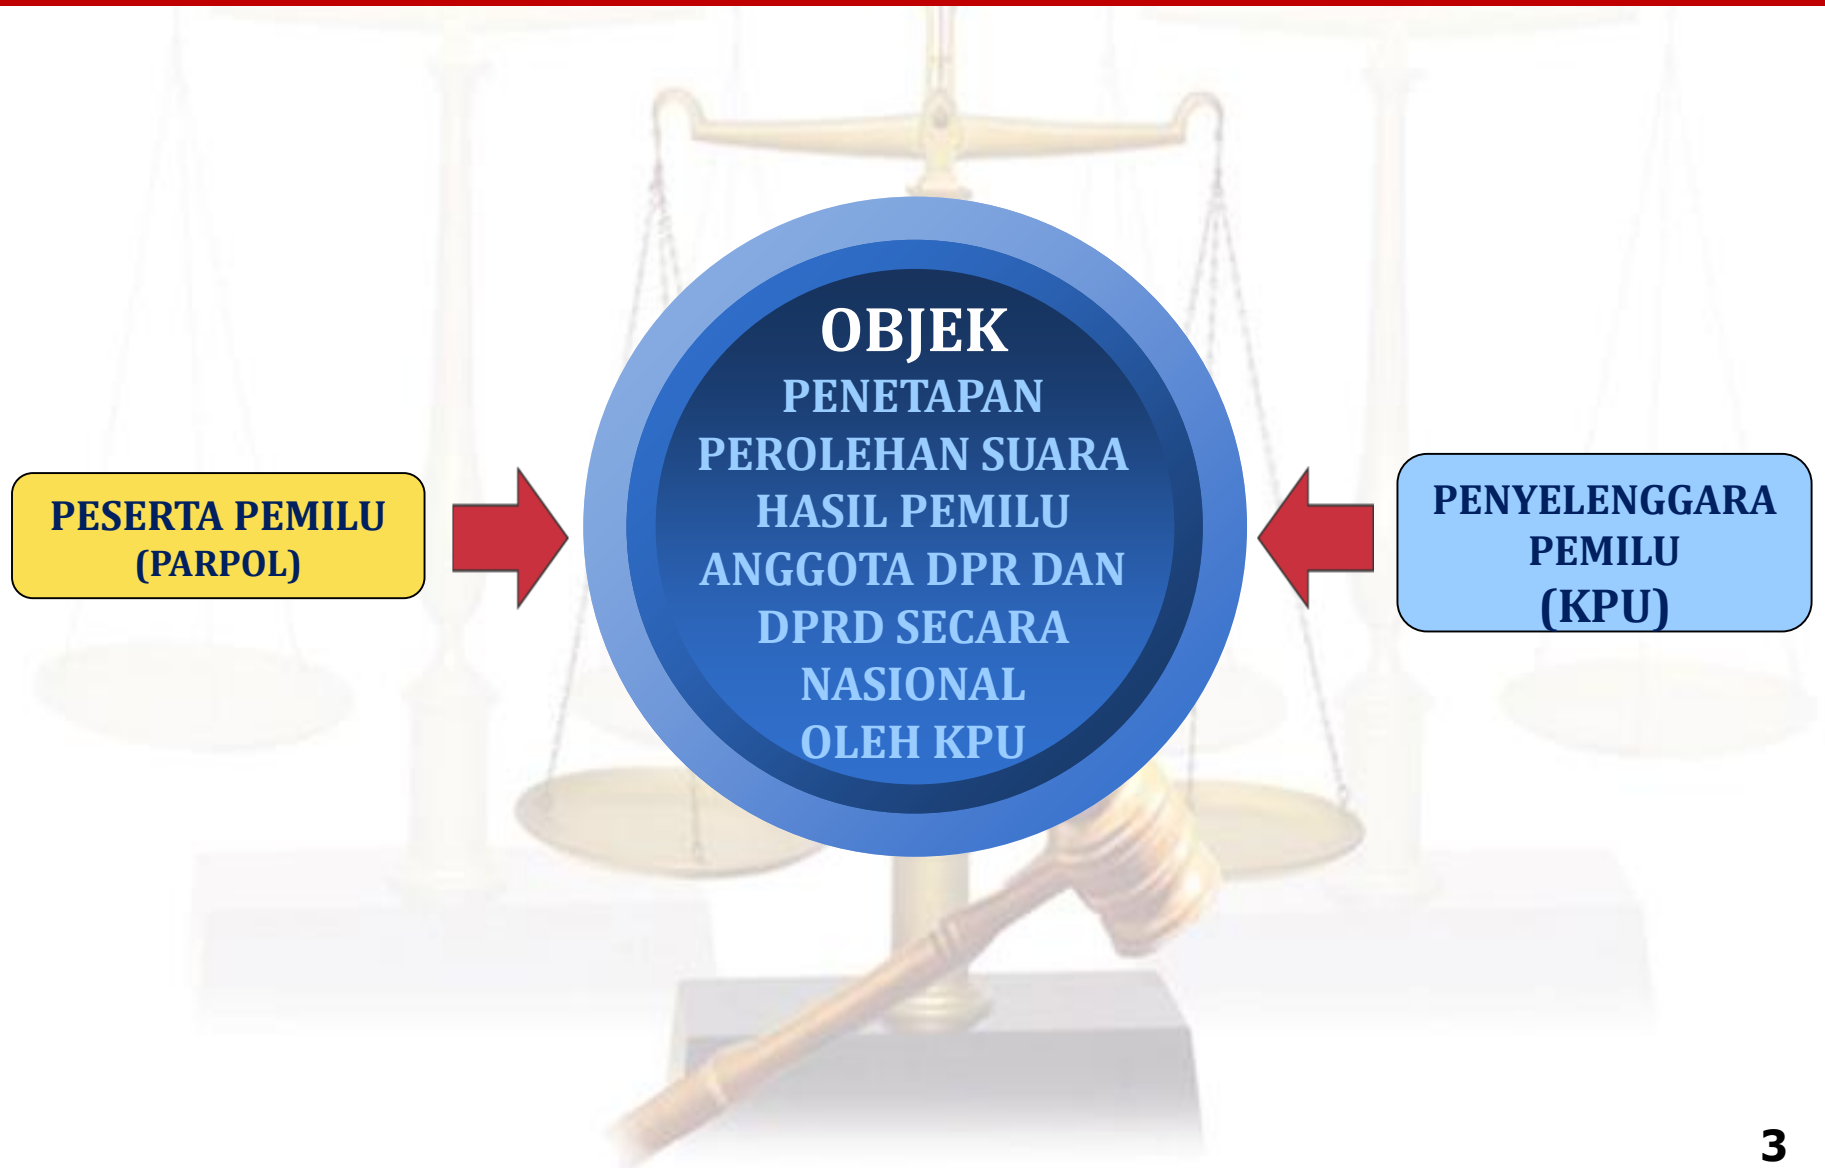 PESERTA PEMILU
(PARPOL)
OBJEK
PENETAPAN
PEROLEHAN SUARA
HASIL PEMILU
ANGGOTA DPR DAN
DPRD SECARA
NASIONAL
OLEH KPU
PENYELENGGARA
PEMILU
(KPU)
3